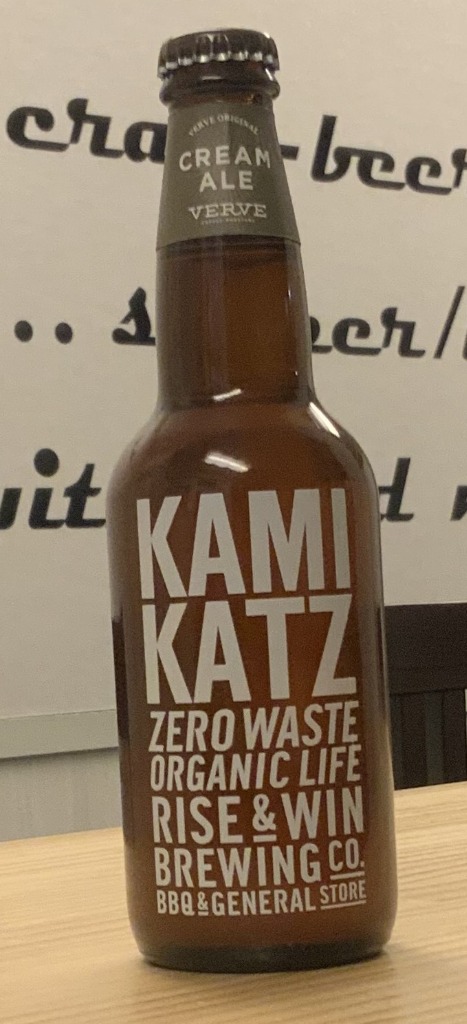 VERVE ORIGINAL
CREAM
ALE
VERVE
KAMI
KATZ
ZERO WASTE
ORGANIC LIFE
RISE & WIN
BREWING CO.
BBQ & GENERAL STORE